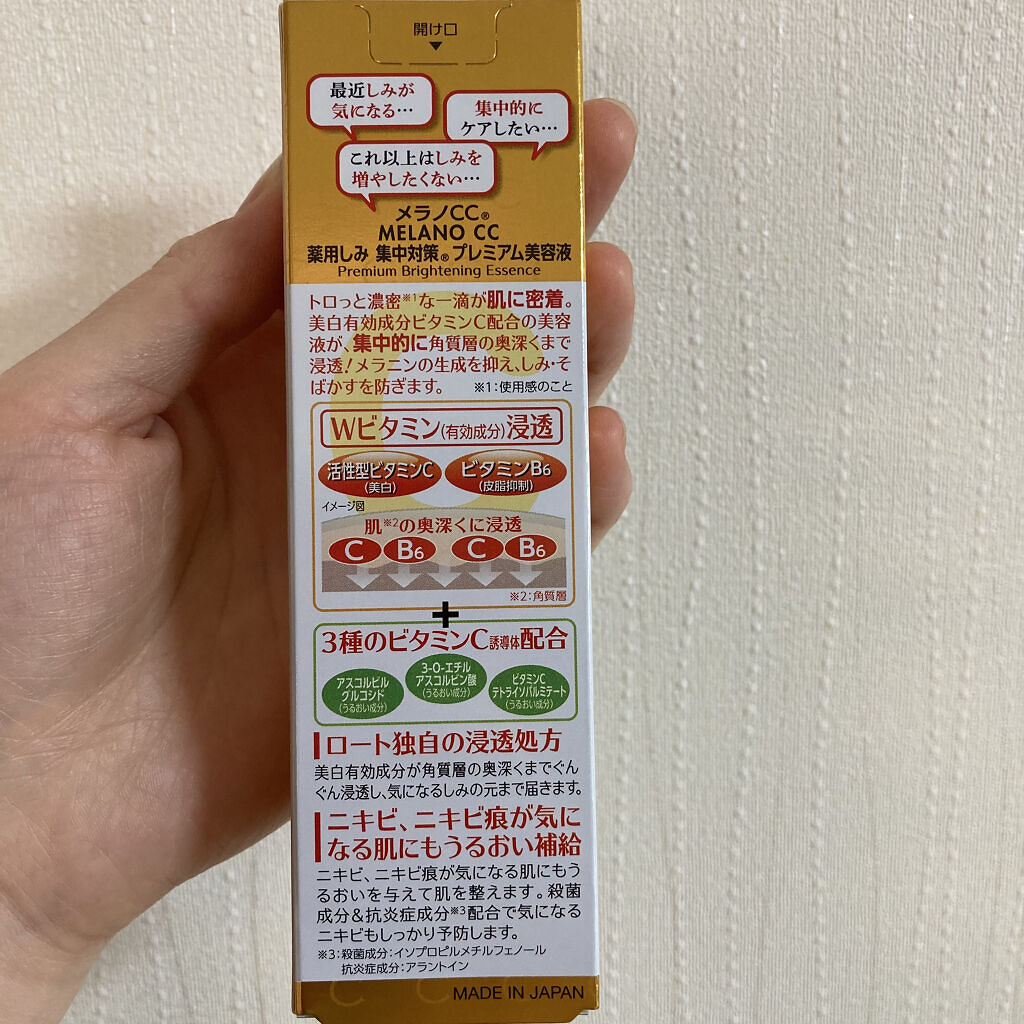 開け口
最近しみが
気になる…
集中的に
ケアしたい…
これ以上はしみを
増やしたくない…
メラノCC®
MELANO CC
薬用しみ 集中対策®プレミアム美容液
Premium Brightening Essence
トロっと濃密※1な一滴が肌に密着。
美白有効成分ビタミンC配合の美容
液が、集中的に角質層の奥深くまで
浸透!メラニンの生成を抑え、しみ・そ
ばかすを防ぎます。 ※1:使用感のこと
Wビタミン(有効成分)浸透
活性型ビタミンC
(美白)
ビタミンB6
(皮脂抑制)
イメージ図
肌※2の奥深くに浸透
C B6 C B6
※2:角質層
+
3種のビタミンC誘導体配合
アスコルビル
グルコシド
(うるおい成分)
3-O-エチル
アスコルビン酸
(うるおい成分)
ビタミンC
テトライソパルミテート
(うるおい成分)
ロート独自の浸透処方
美白有効成分が角質層の奥深くまでぐん
ぐん浸透し、気になるしみの元まで届きます。
ニキビ、ニキビ痕が気に
なる肌にもうるおい補給
ニキビ、ニキビ痕が気になる肌にもう
るおいを与えて肌を整えます。殺菌
成分&抗炎症成分※3配合で気になる
ニキビもしっかり予防します。
※3:殺菌成分:イソプロピルメチルフェノール
抗炎症成分:アラントイン
MADE IN JAPAN